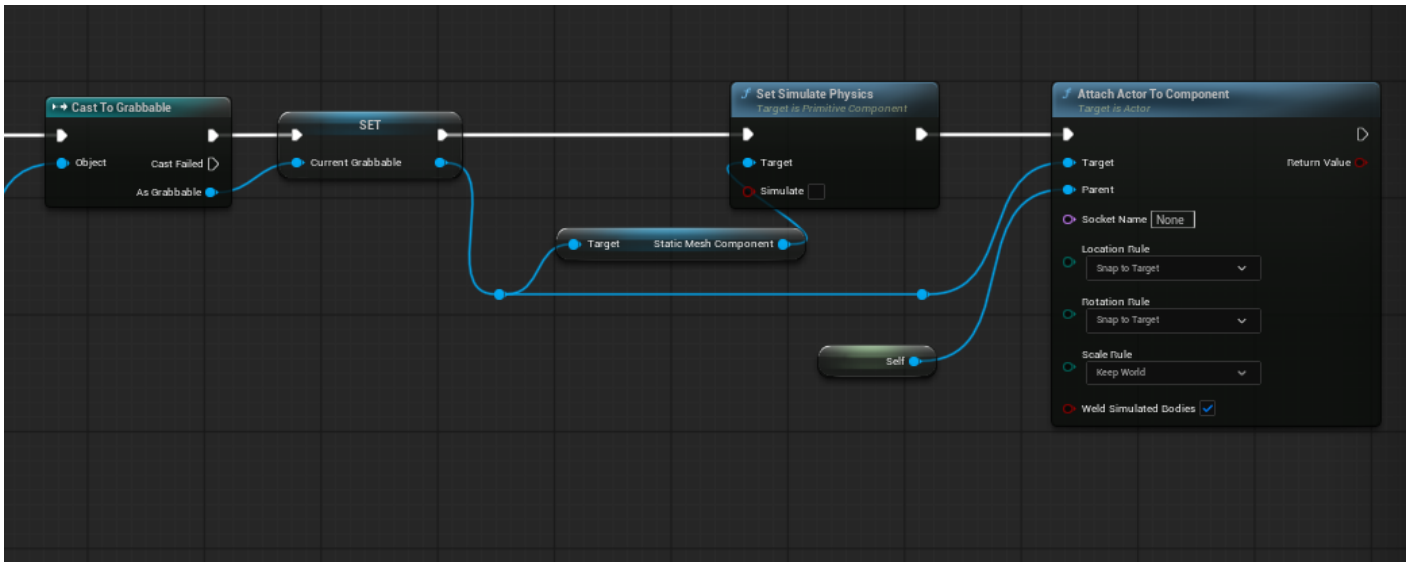 Cast To Grabbable
Object
Cast Failed
As Grabbable
SET
Current Grabbable
Target
Static Mesh Component
Set Simulate Physics
Target is Primitive Component
Target
Simulate
Self
Attach Actor To Component
Target is Actor
Target
Return Value
Parent
Socket Name None
Location Rule
Snap to Target
Rotation Rule
Snap to Target
Scale Rule
Keep World
Weld Simulated Bodies